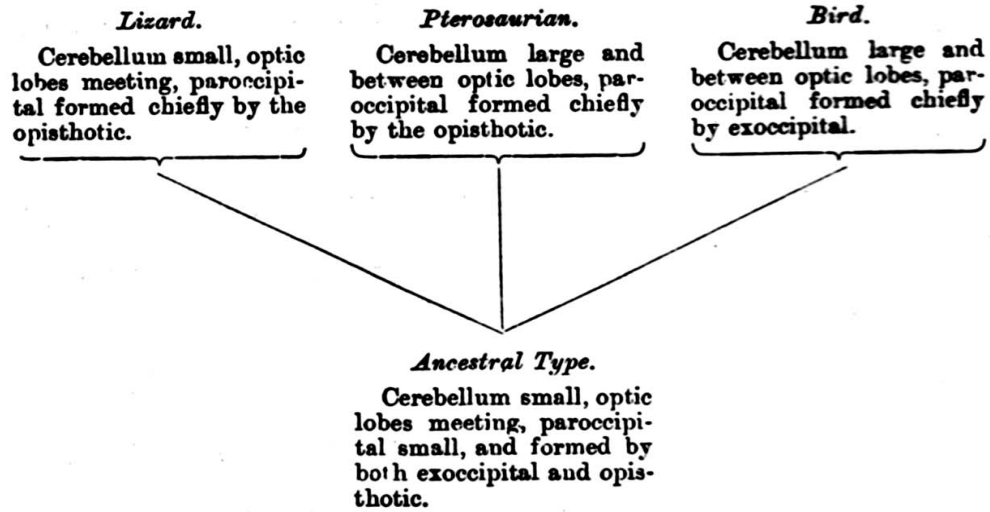 Lizard.
Cerebellum small, optic
lobes meeting, paroccipi-
tal formed chiefly by the
opisthotic.
Pterosaurian.
Cerebellum large and
between optic lobes, par-
occipital formed chiefly
by the opisthotic.
Bird.
Cerebellum large and
between optic lobes, par-
occipital formed chiefly
by exoccipital.
Ancestral Type.
Cerebellum small, optic
lobes meeting, paroccipi-
tal small, and formed by
both exoccipital and opis-
thotic.